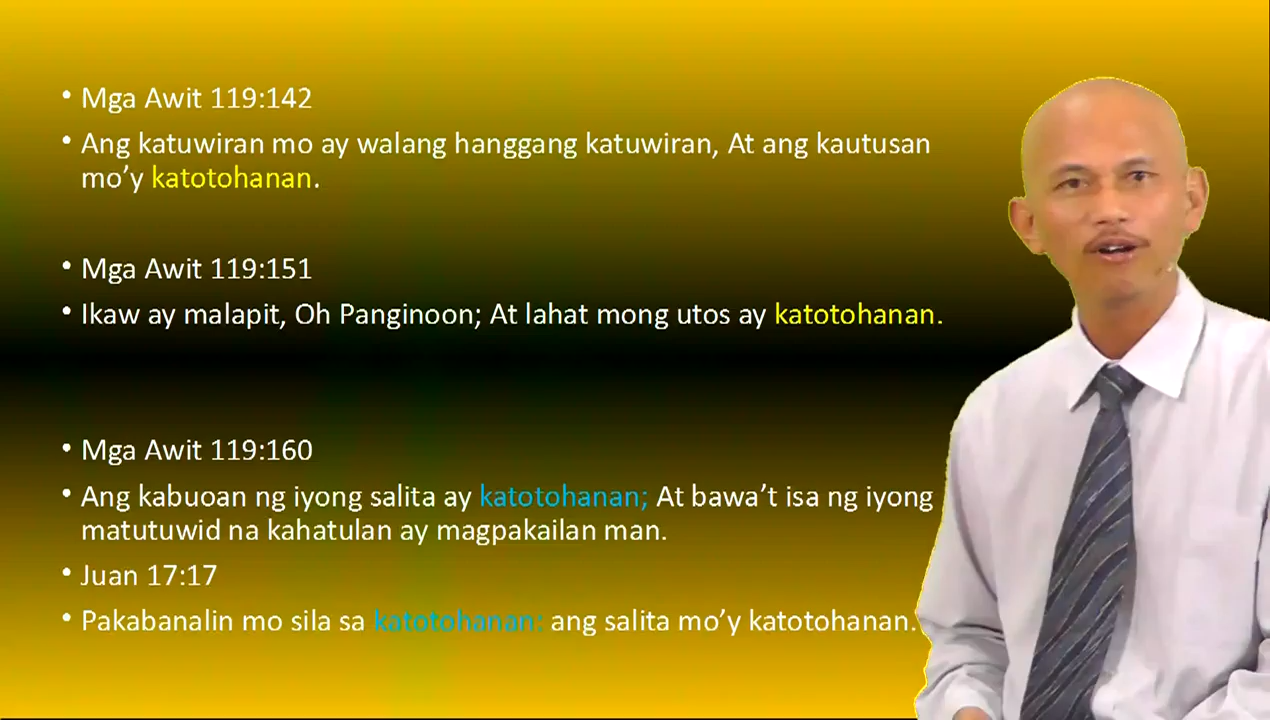 • Mga Awit 119:142
• Ang katuwiran mo ay walang hanggang katuwiran, At ang kautusan
mo’y katotohanan.
• Mga Awit 119:151
• Ikaw ay malapit, Oh Panginoon; At lahat mong utos ay katotohanan.
• Mga Awit 119:160
• Ang kabuoan ng iyong salita ay katotohanan; At bawa’t isa ng iyong
matutuwid na kahatulan ay magpakailan man.
• Juan 17:17
• Pakabanalin mo sila sa katotohanan: ang salita mo’y katotohanan.